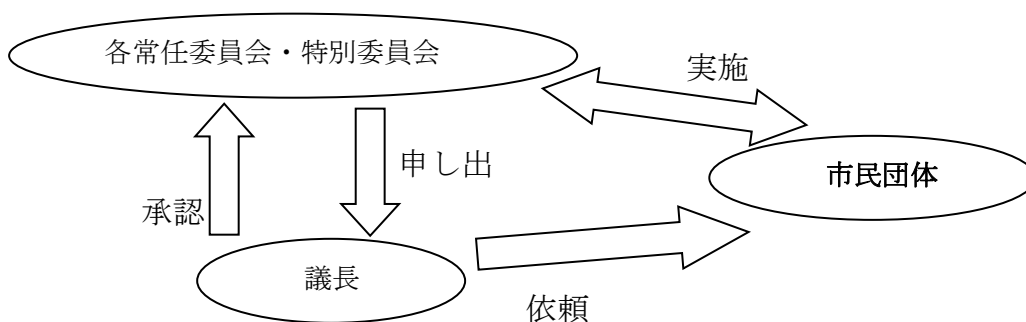 各常任委員会・特別委員会
実施
申し出
市民団体
承認
議長
依頼